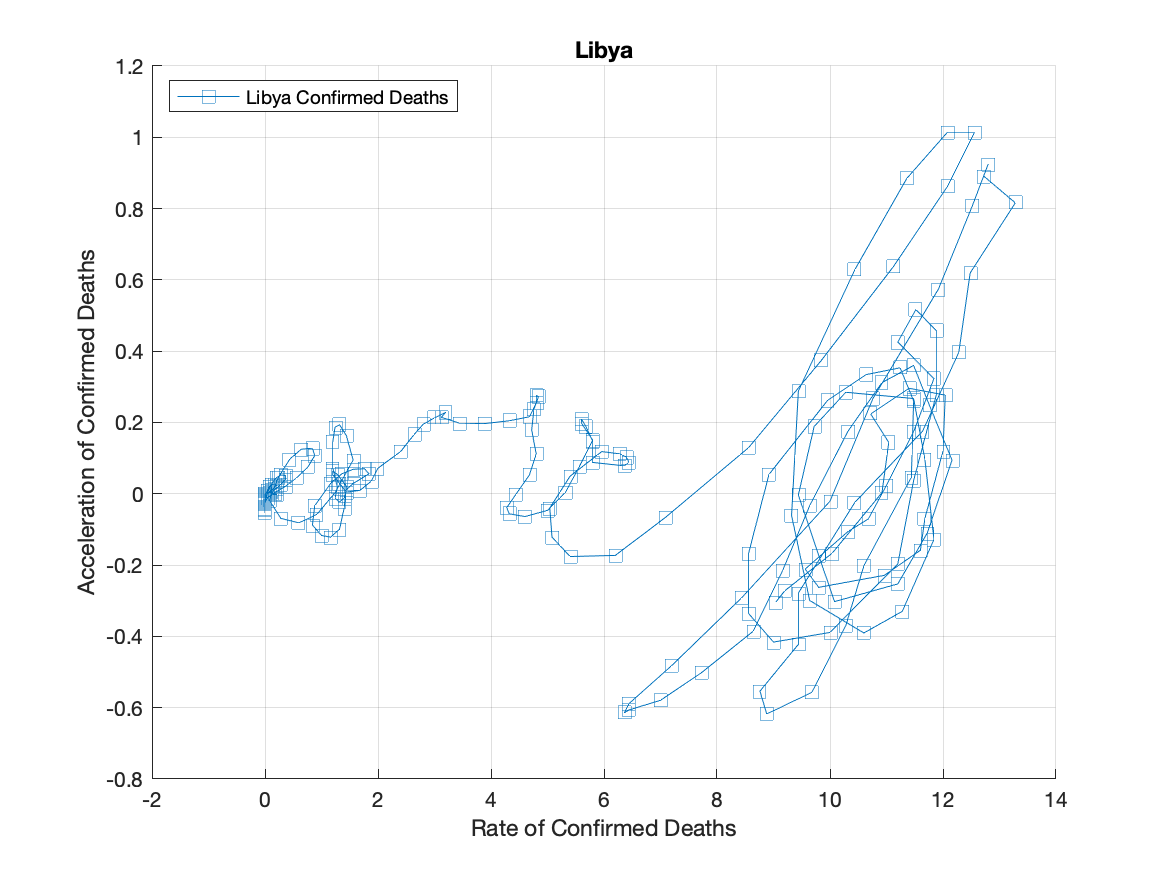 Libya
1.2
Libya Confirmed Deaths
1
0.8
0.6
0.4
0.2
0
-0.2
-0.4
-0.6
-0.8
Acceleration of Confirmed Deaths
-2 0 2 4 6 8 10 12 14
Rate of Confirmed Deaths